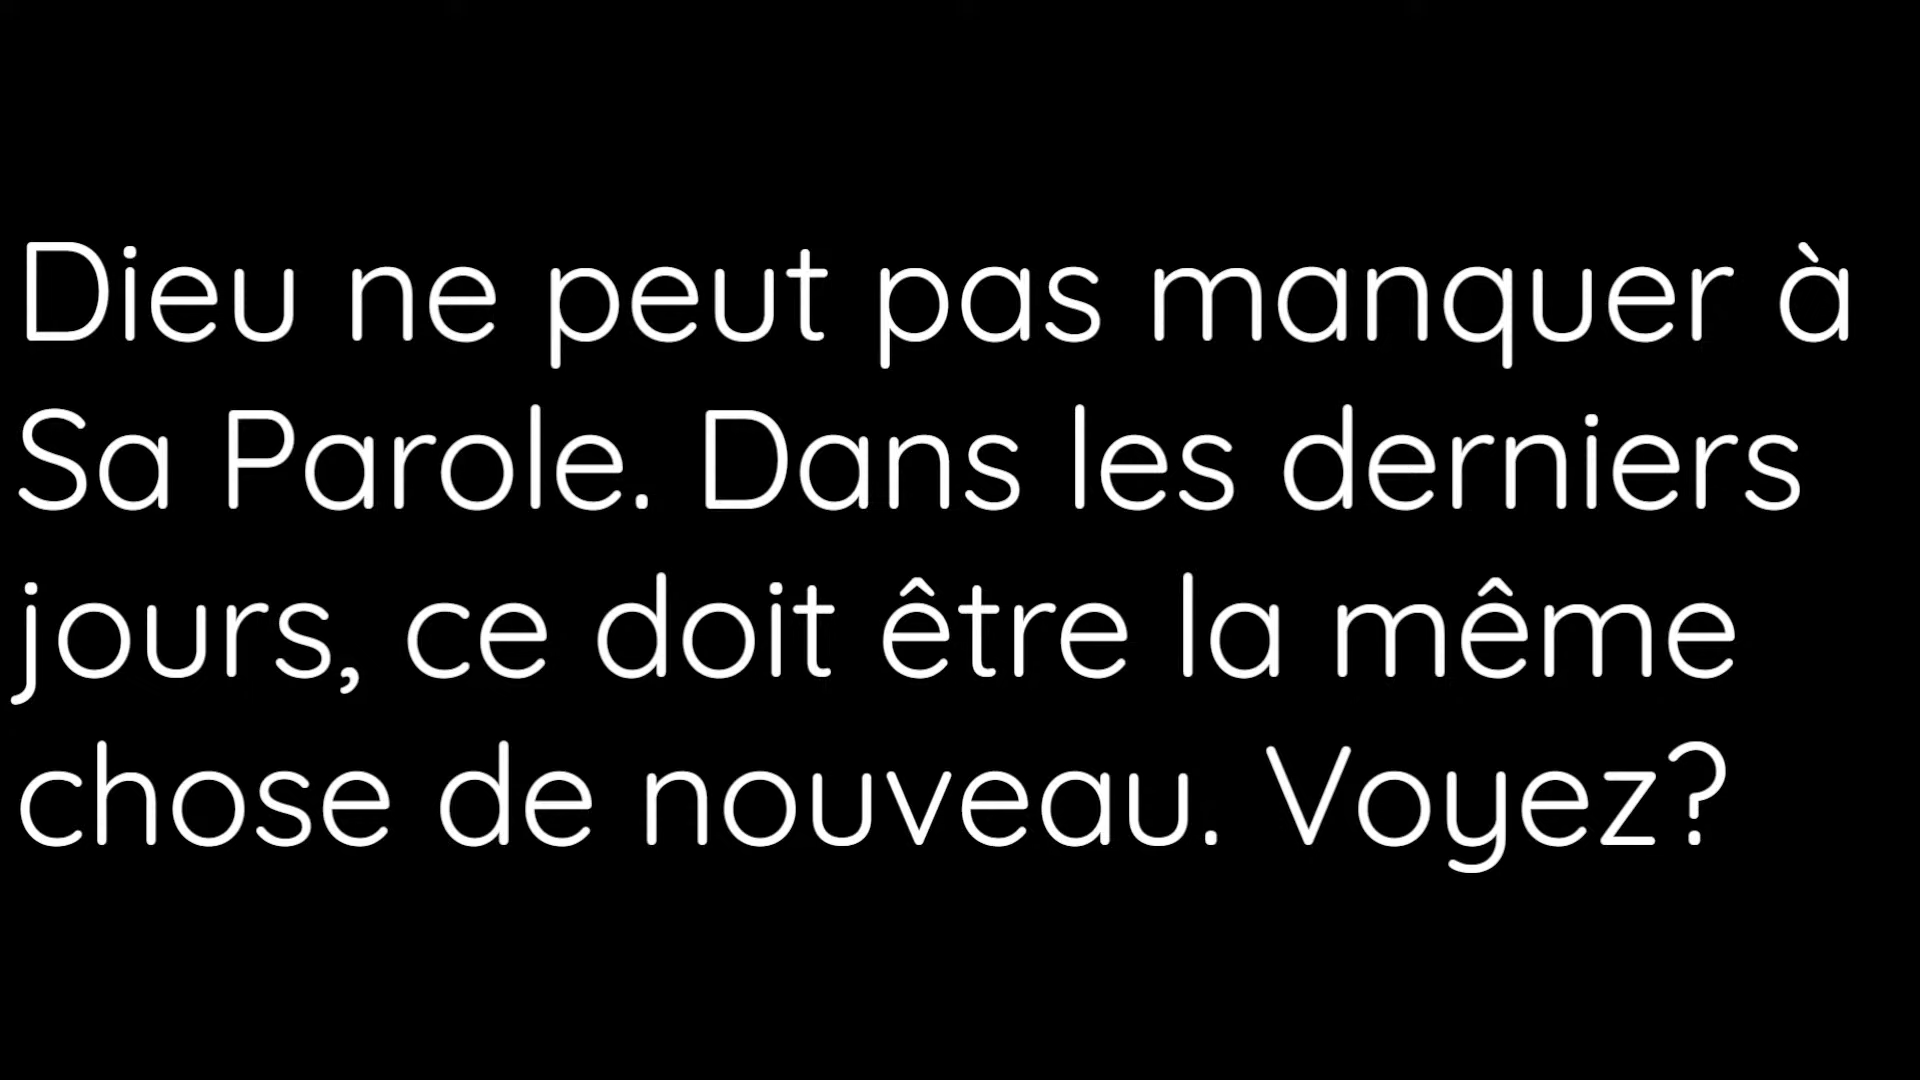 Dieu ne peut pas manquer à
Sa Parole. Dans les derniers
jours, ce doit être la même
chose de nouveau. Voyez?